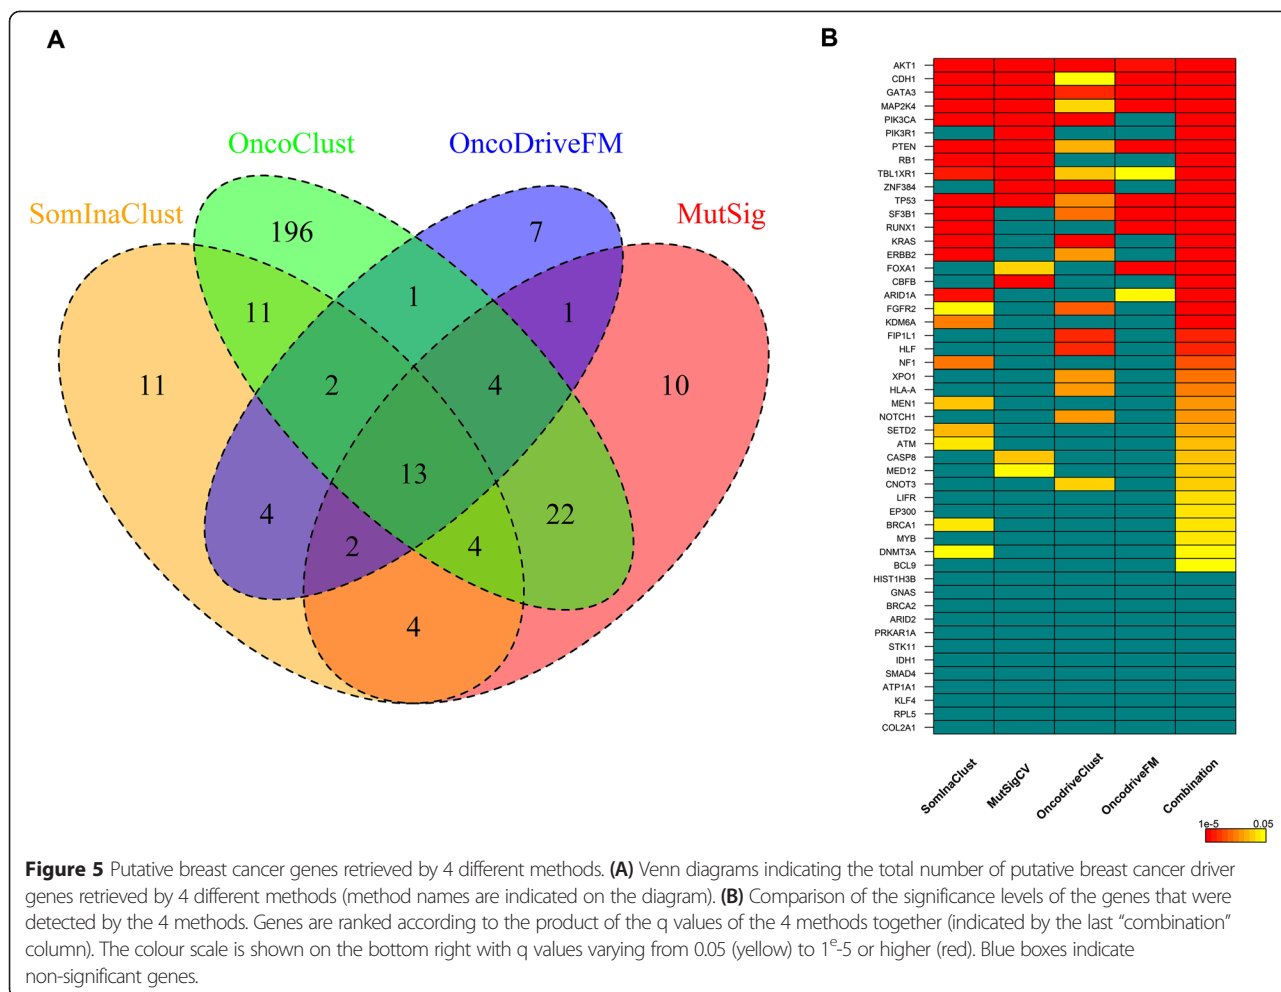 A
OncoClust
OncoDriveFM
SomInaClust
MutSig
196
7
11
1
1
11
2
4
10
13
4
2
4
22
4
B
AKT1
CDH1
GATA3
MAP2K4
PIK3CA
PIK3R1
PTEN
RB1
TBL1XR1
ZNF384
TP53
SF3B1
RUNX1
KRAS
ERBB2
FOXA1
CBFB
ARID1A
FGFR2
KDM6A
FIP1L1
HLF
NF1
XPO1
HLA-A
MEN1
NOTCH1
SETD2
ATM
CASP8
MED12
CNOT3
LIFR
EP300
BRCA1
MYB
DNMT3A
BCL9
HIST1H3B
GNAS
BRCA2
ARID2
PRKAR1A
STK11
IDH1
SMAD4
ATP1A1
KLF4
RPL5
COL2A1
SomInaClust
MutSigCV
OncodriveClust
OncodriveFM
Combination
1e-5 0.05
Figure 5 Putative breast cancer genes retrieved by 4 different methods. (A) Venn diagrams indicating the total number of putative breast cancer driver
genes retrieved by 4 different methods (method names are indicated on the diagram). (B) Comparison of the significance levels of the genes that were
detected by the 4 methods. Genes are ranked according to the product of the q values of the 4 methods together (indicated by the last “combination”
column). The colour scale is shown on the bottom right with q values varying from 0.05 (yellow) to 1e-5 or higher (red). Blue boxes indicate
non-significant genes.